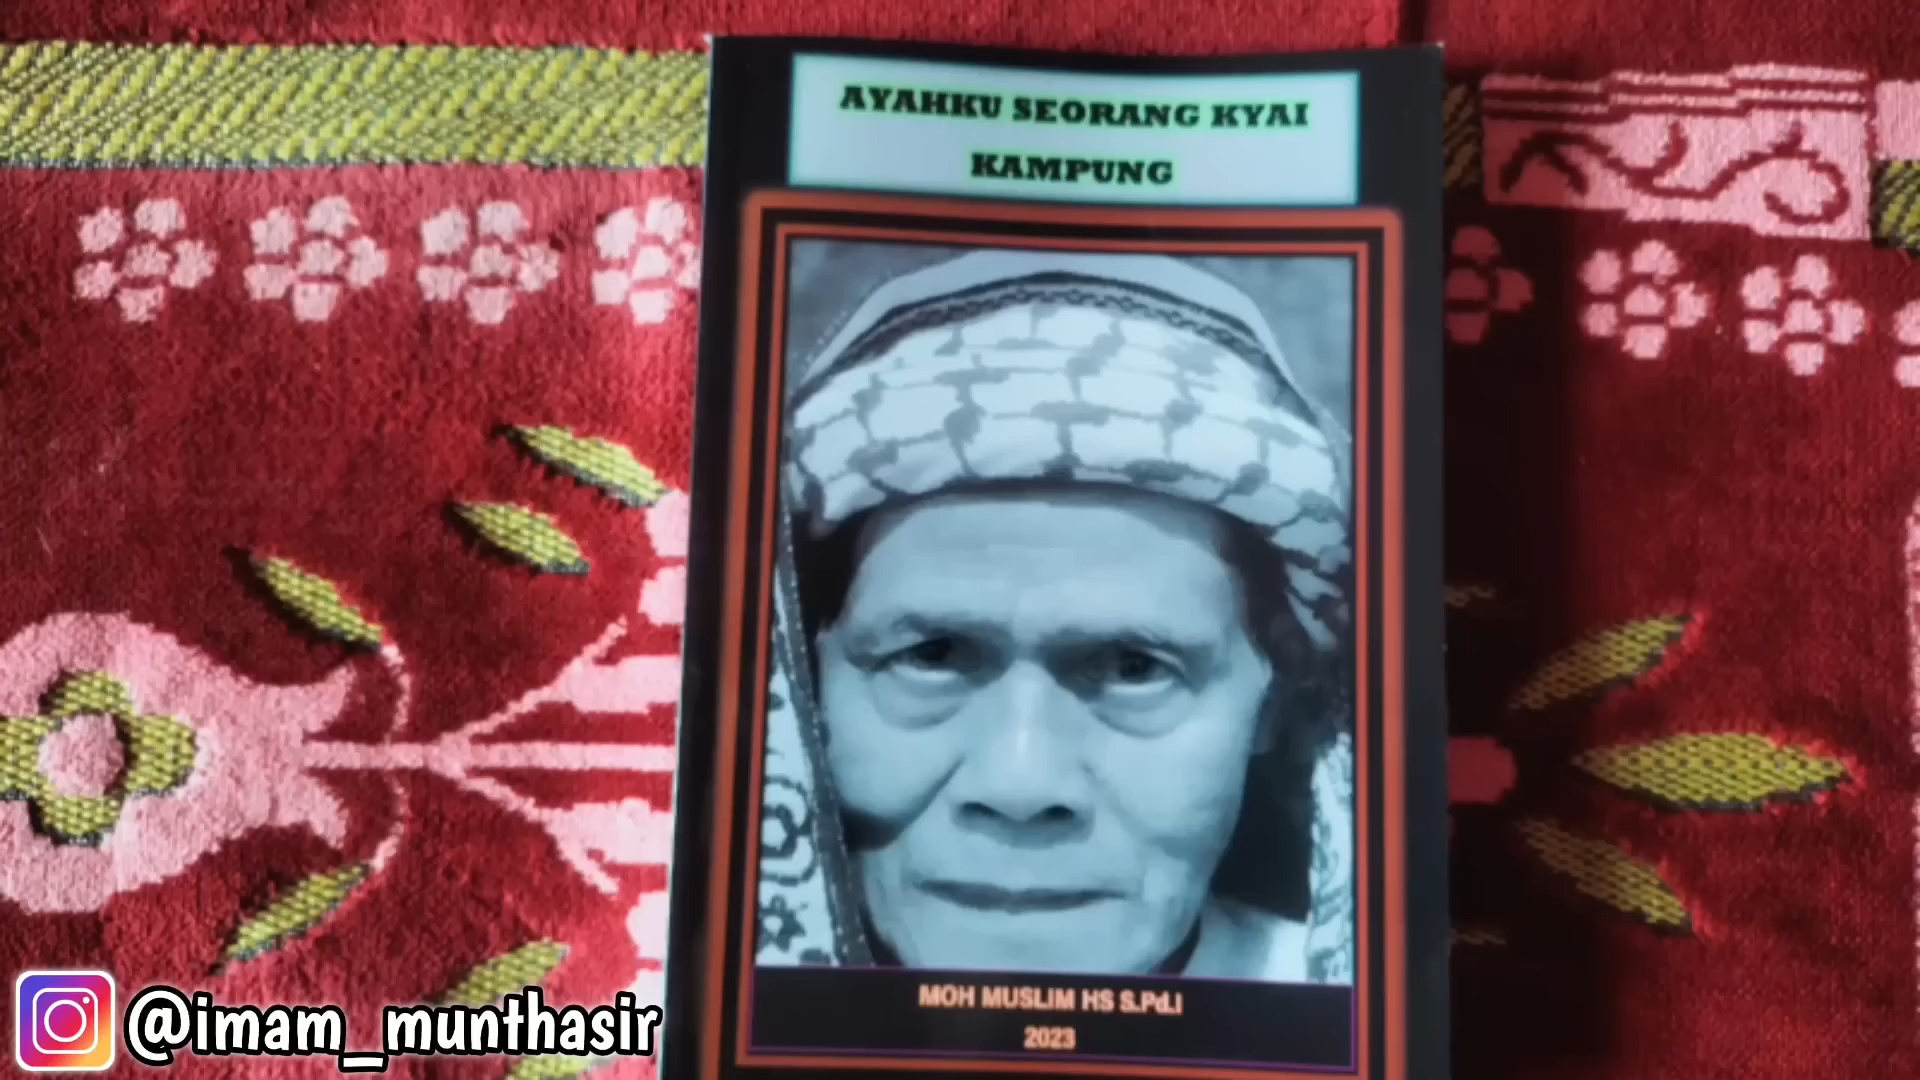 AYAHKU SEORANG KYAI
KAMPUNG
MOH MUSLIM HS S.Pd.I
2023
@imam_munthasir